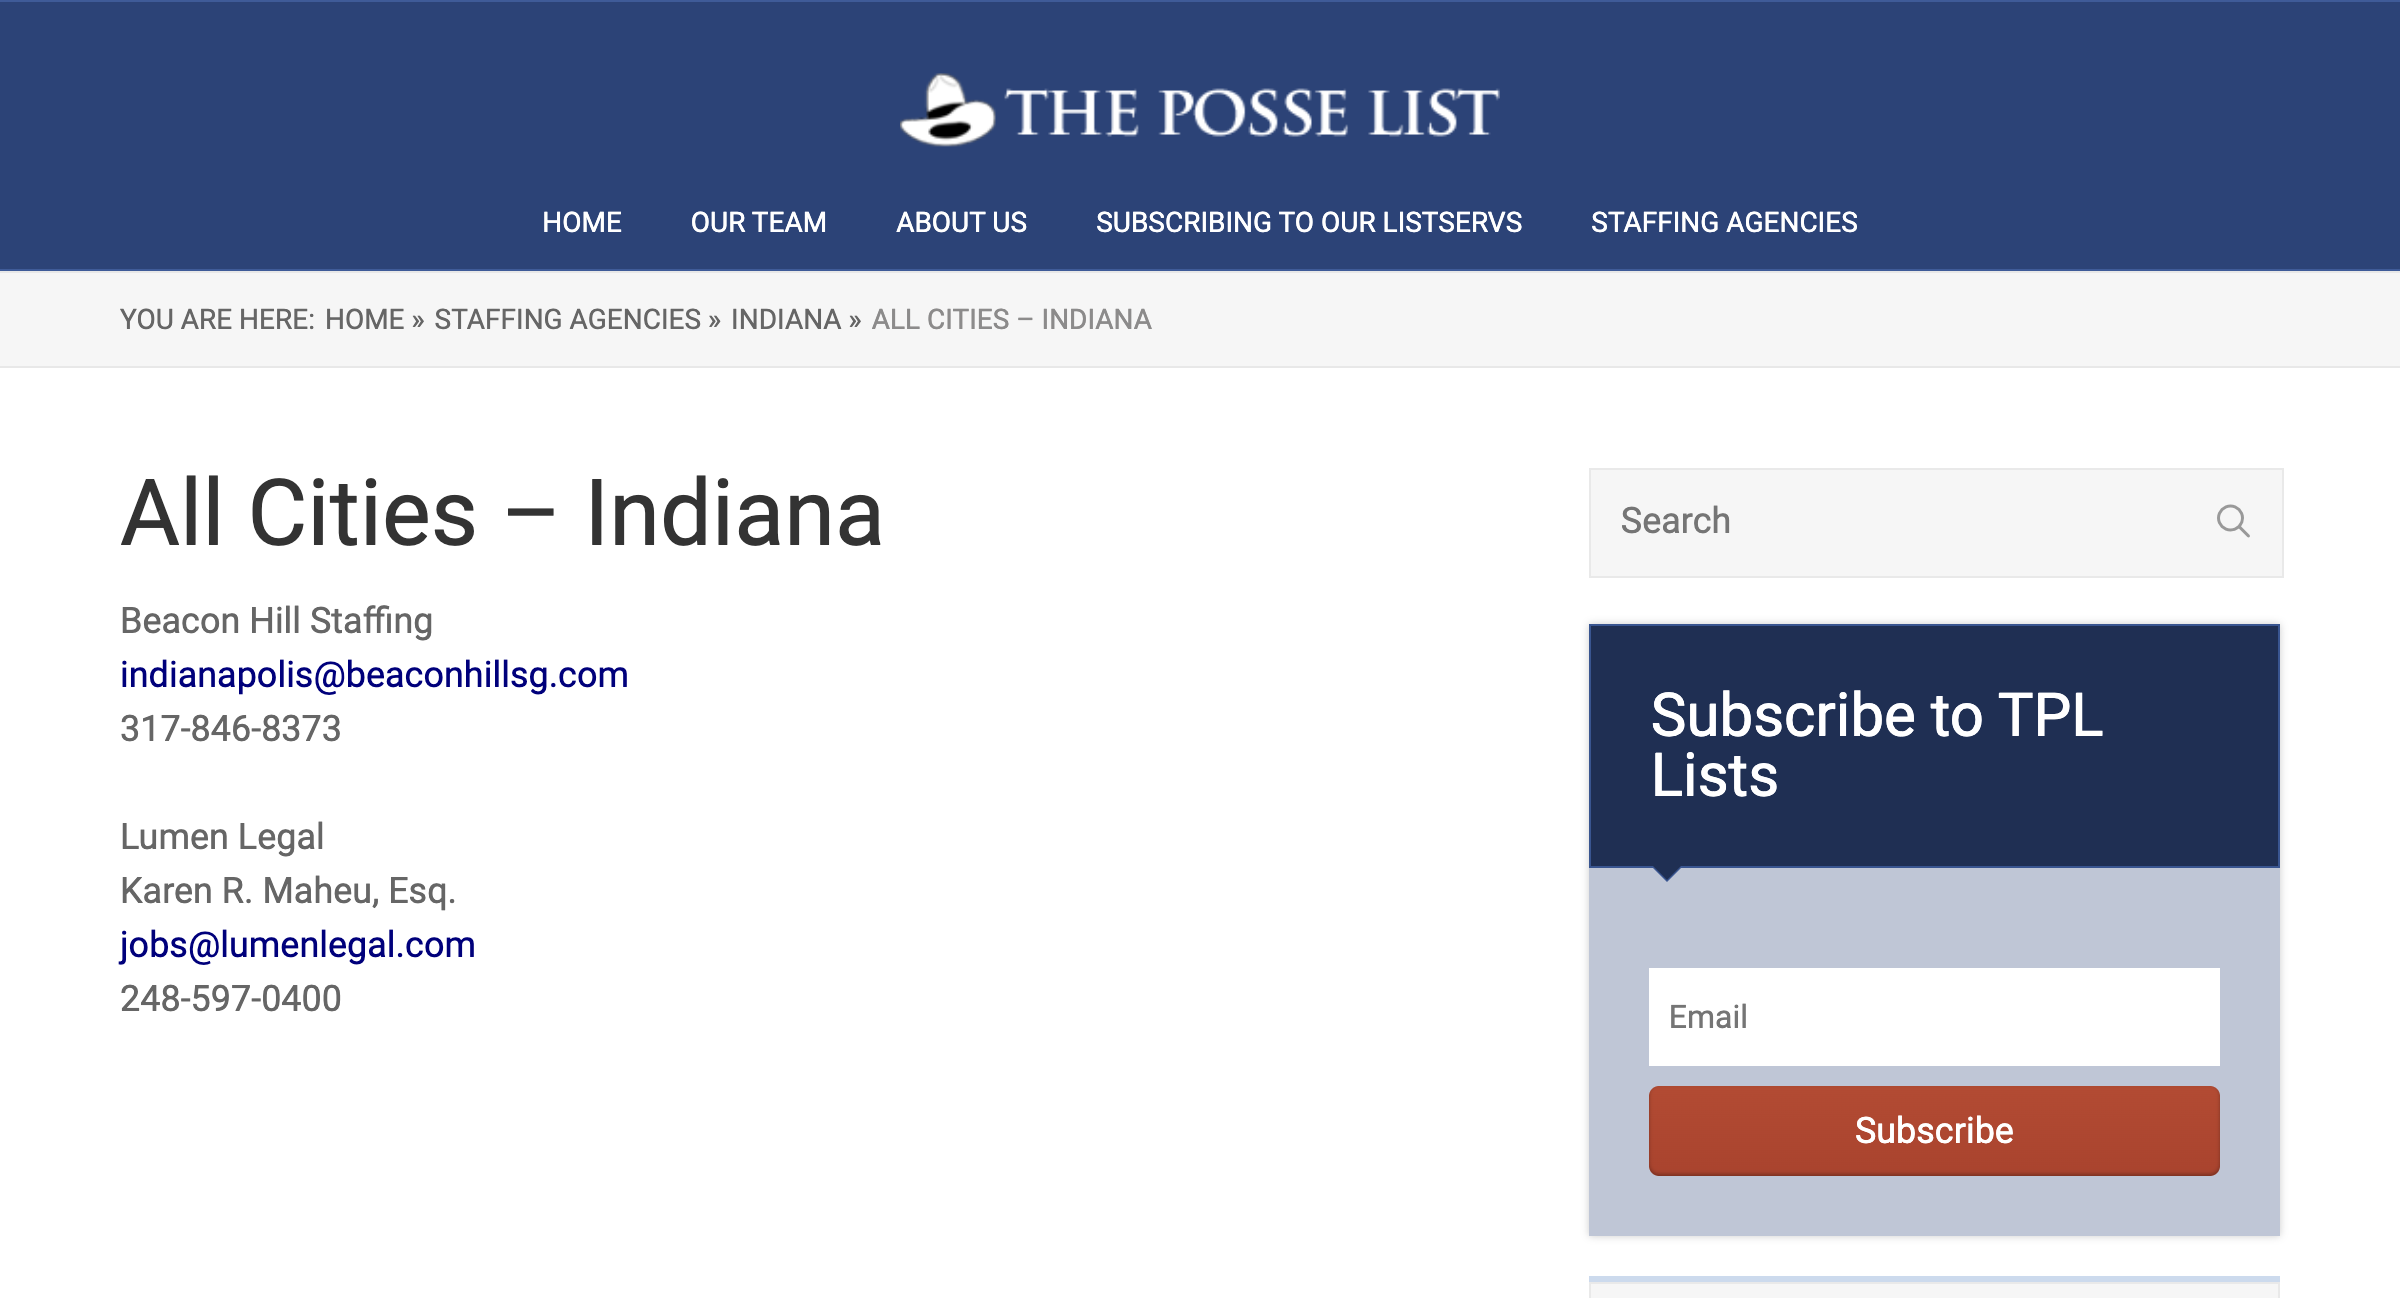 THE POSSE LIST
HOME OUR TEAM ABOUT US SUBSCRIBING TO OUR LISTSERVS STAFFING AGENCIES
YOU ARE HERE: HOME » STAFFING AGENCIES » INDIANA » ALL CITIES – INDIANA
All Cities – Indiana
Beacon Hill Staffing
indianapolis@beaconhillsg.com
317-846-8373
Lumen Legal
Karen R. Maheu, Esq.
jobs@lumenlegal.com
248-597-0400
Search
Subscribe to TPL
Lists
Email
Subscribe